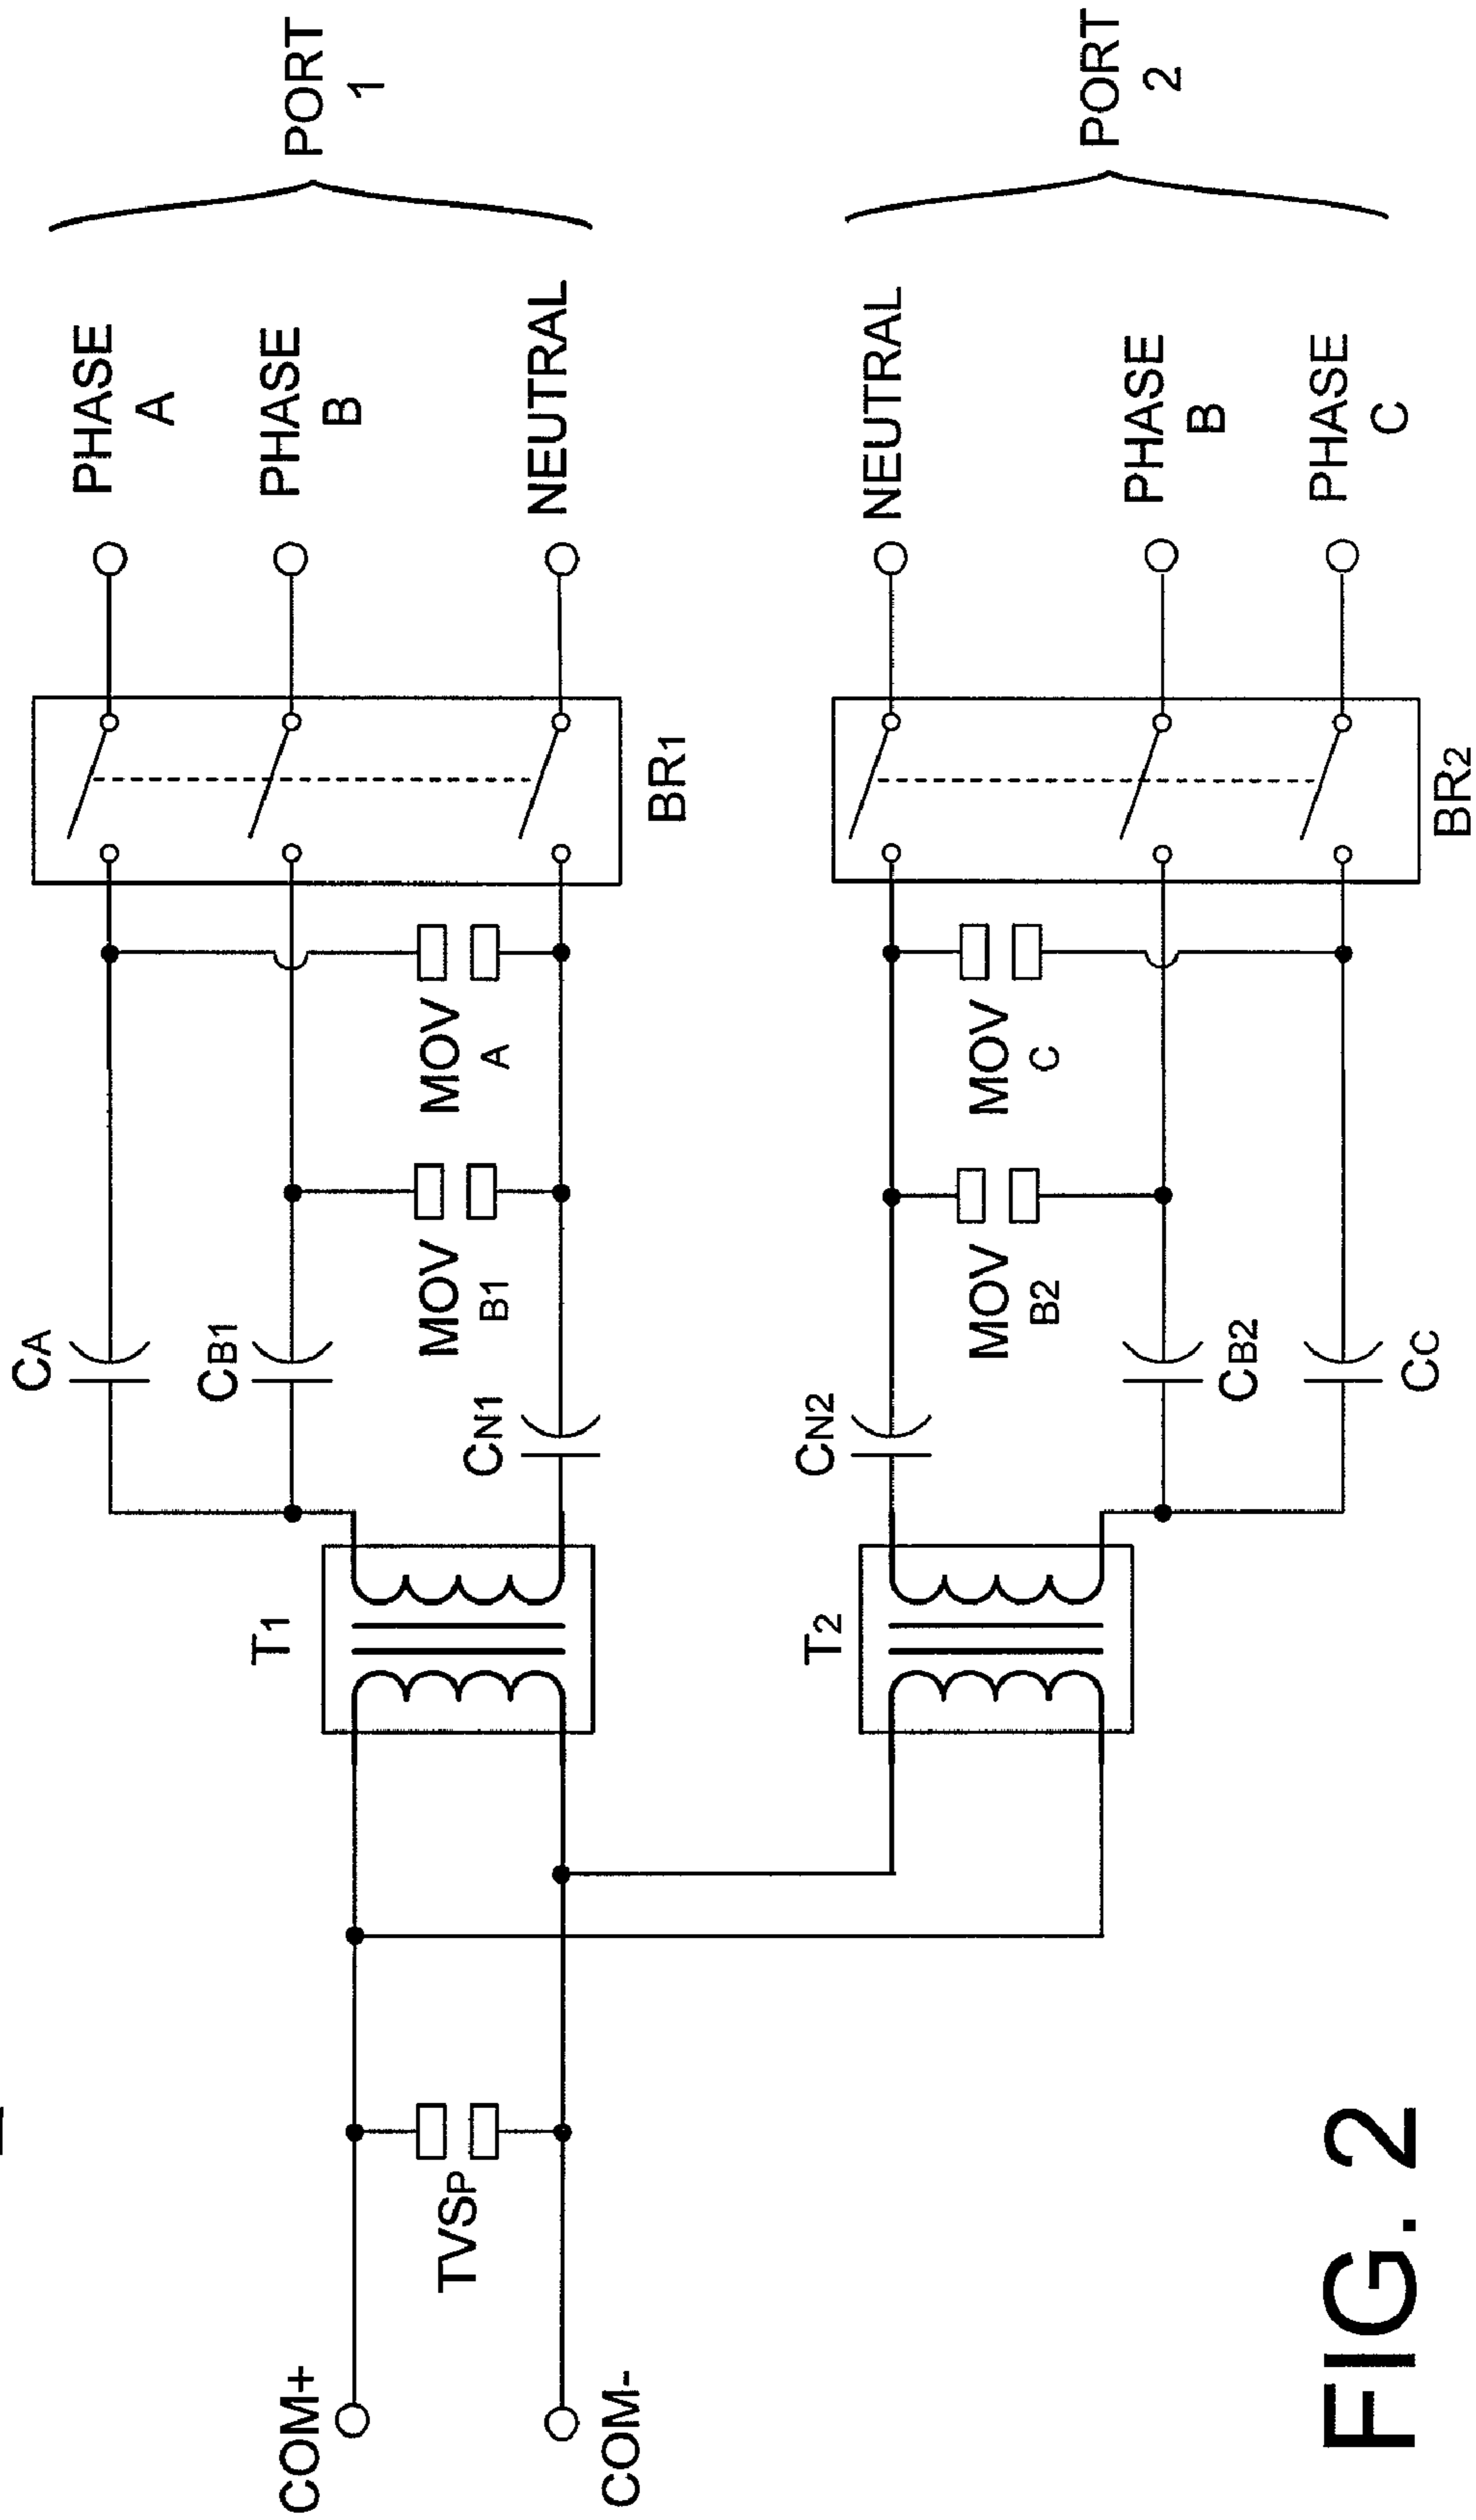 PORT
1
PHASE
A
PHASE
B
NEUTRAL
BR1
MOV
A
MOV
B1
CA
CB1
CN1
T1
PORT
2
NEUTRAL
PHASE
B
PHASE
C
BR2
MOV
C
MOV
B2
CN2
CB2
CC
T2
TVSP
COM+
COM-
FIG. 2